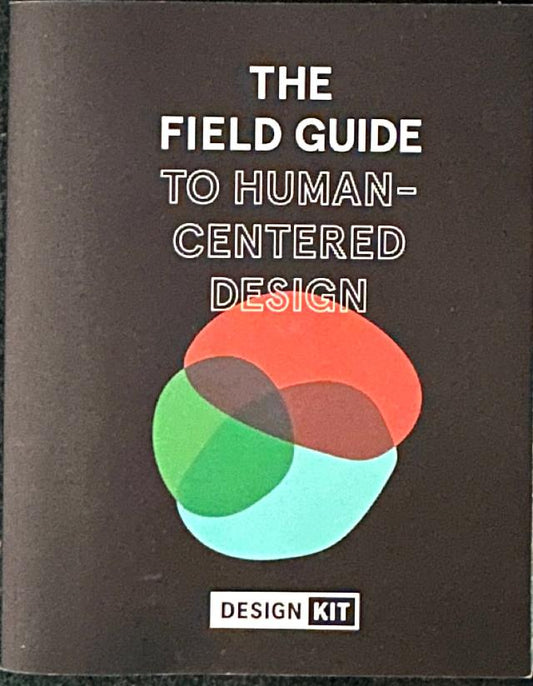 THE
FIELD GUIDE
TO HUMAN-
CENTERED
DESIGN
DESIGN KIT